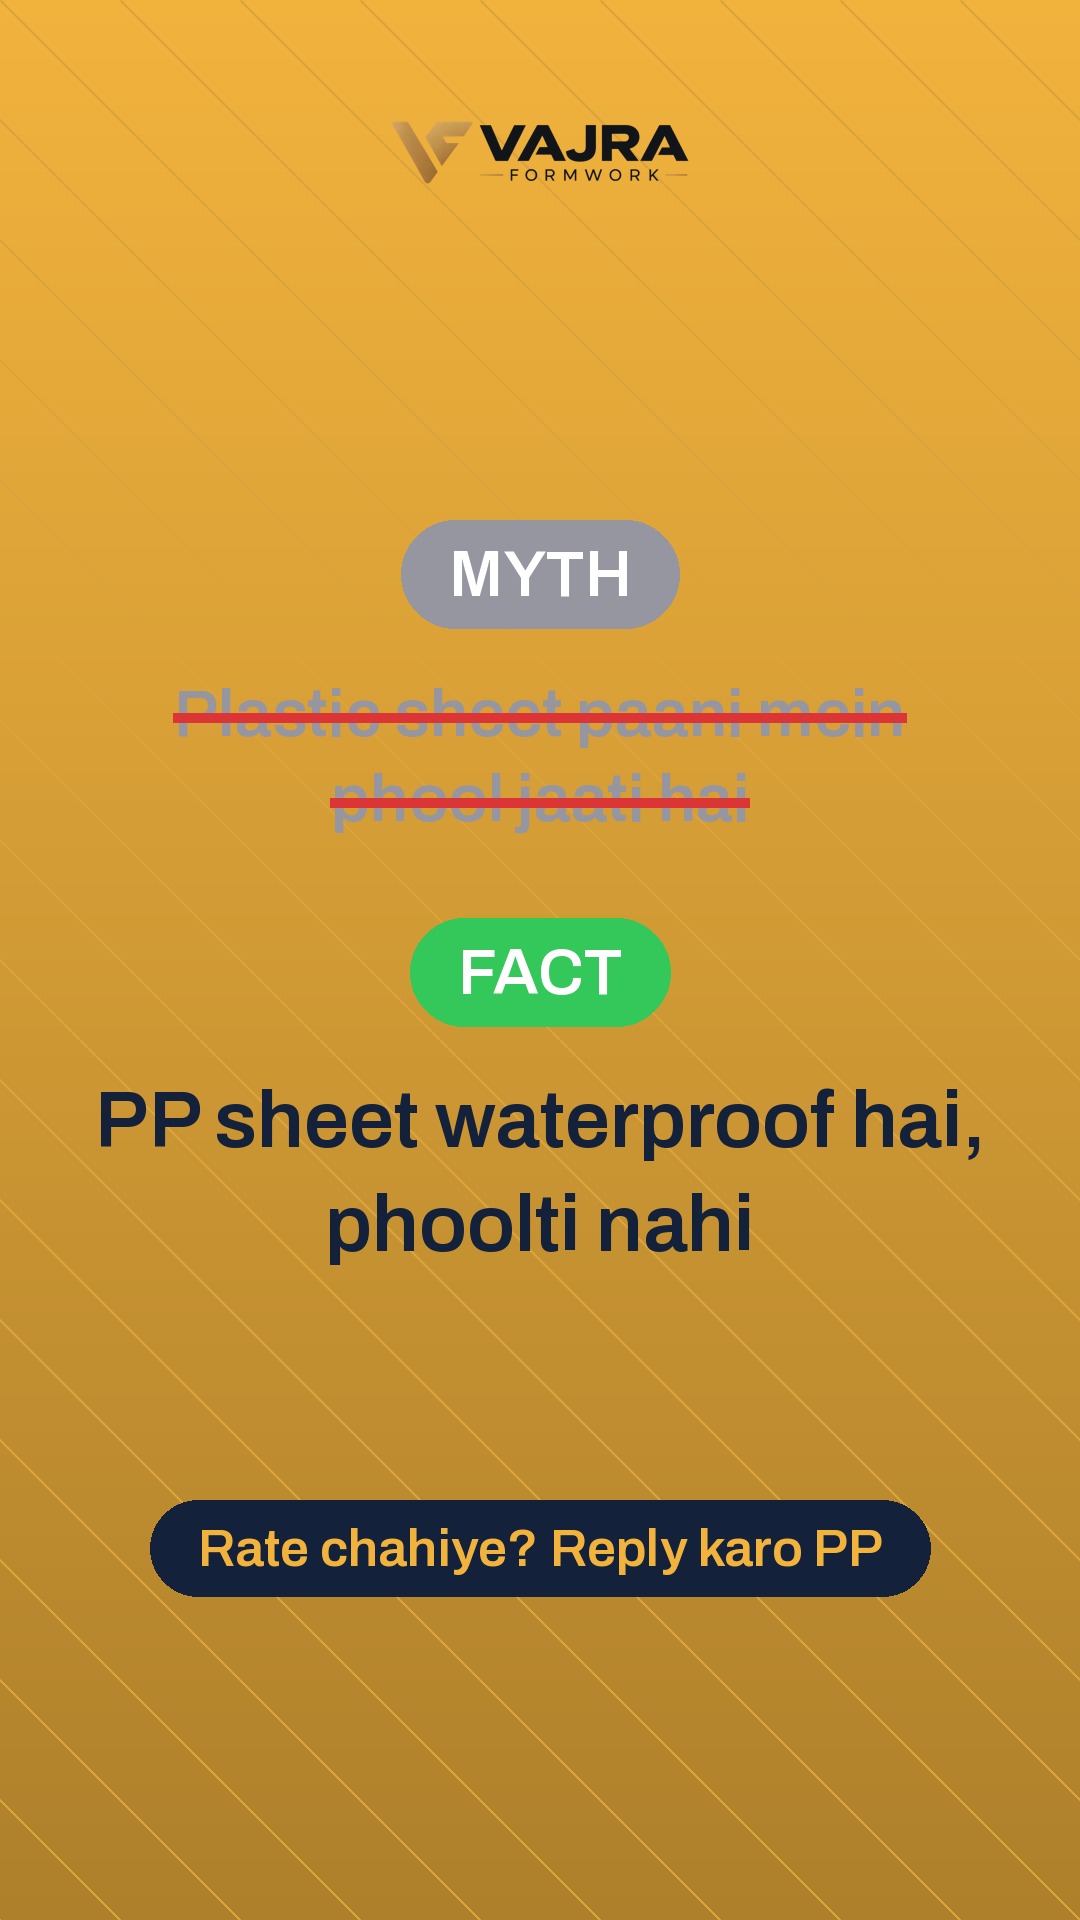 VAJRA
FORMWORK
MYTH
Plastic sheet paani mein
phool jaati hai
FACT
PP sheet waterproof hai,
phoolti nahi
Rate chahiye? Reply karo PP